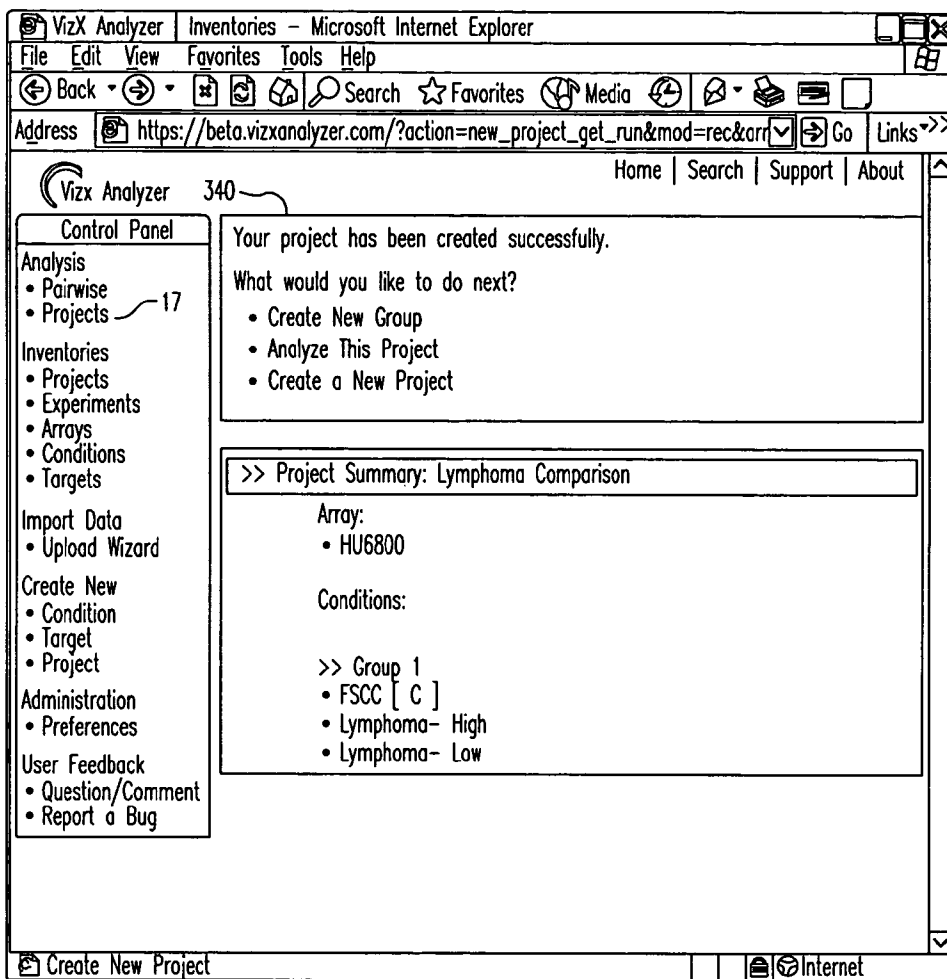 VizX Analyzer | Inventories – Microsoft Internet Explorer
File Edit View Favorites Tools Help
Back Search Favorites Media
Address https://beta.vizxanalyzer.com/?action=new_project_get_run&mod=rec&arr Go Links >>
Home | Search | Support | About
Vizx Analyzer 340
Control Panel
Analysis
• Pairwise
• Projects 17
Inventories
• Projects
• Experiments
• Arrays
• Conditions
• Targets
Import Data
• Upload Wizard
Create New
• Condition
• Target
• Project
Administration
• Preferences
User Feedback
• Question/Comment
• Report a Bug
Your project has been created successfully.
What would you like to do next?
• Create New Group
• Analyze This Project
• Create a New Project
>> Project Summary: Lymphoma Comparison
Array:
• HU6800
Conditions:
>> Group 1
• FSCC [ C ]
• Lymphoma– High
• Lymphoma– Low
Create New Project Internet